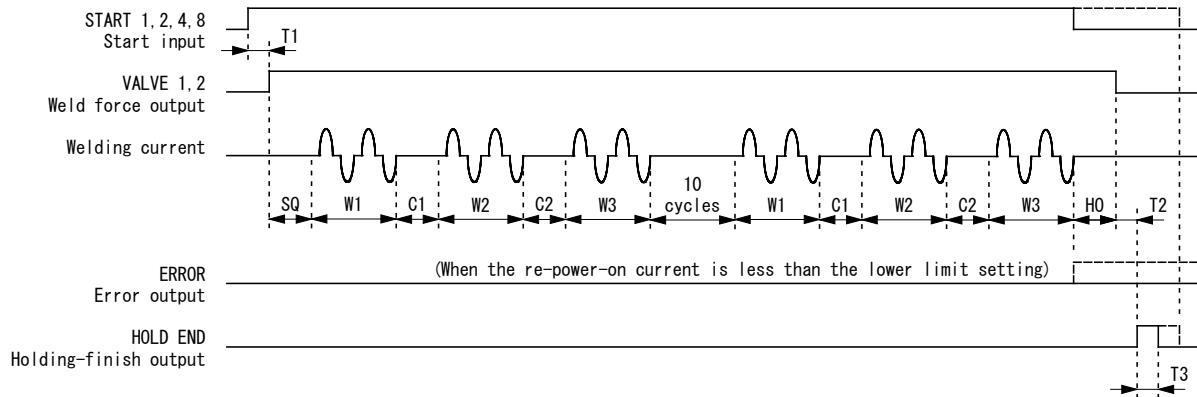 START 1,2,4,8
Start input
T1
VALVE 1,2
Weld force output
Welding current
10
cycles
SQ W1 C1 W2 C2 W3 W1 C1 W2 C2 W3 HO T2
ERROR
Error output
(When the re-power-on current is less than the lower limit setting)
HOLD END
Holding-finish output
T3